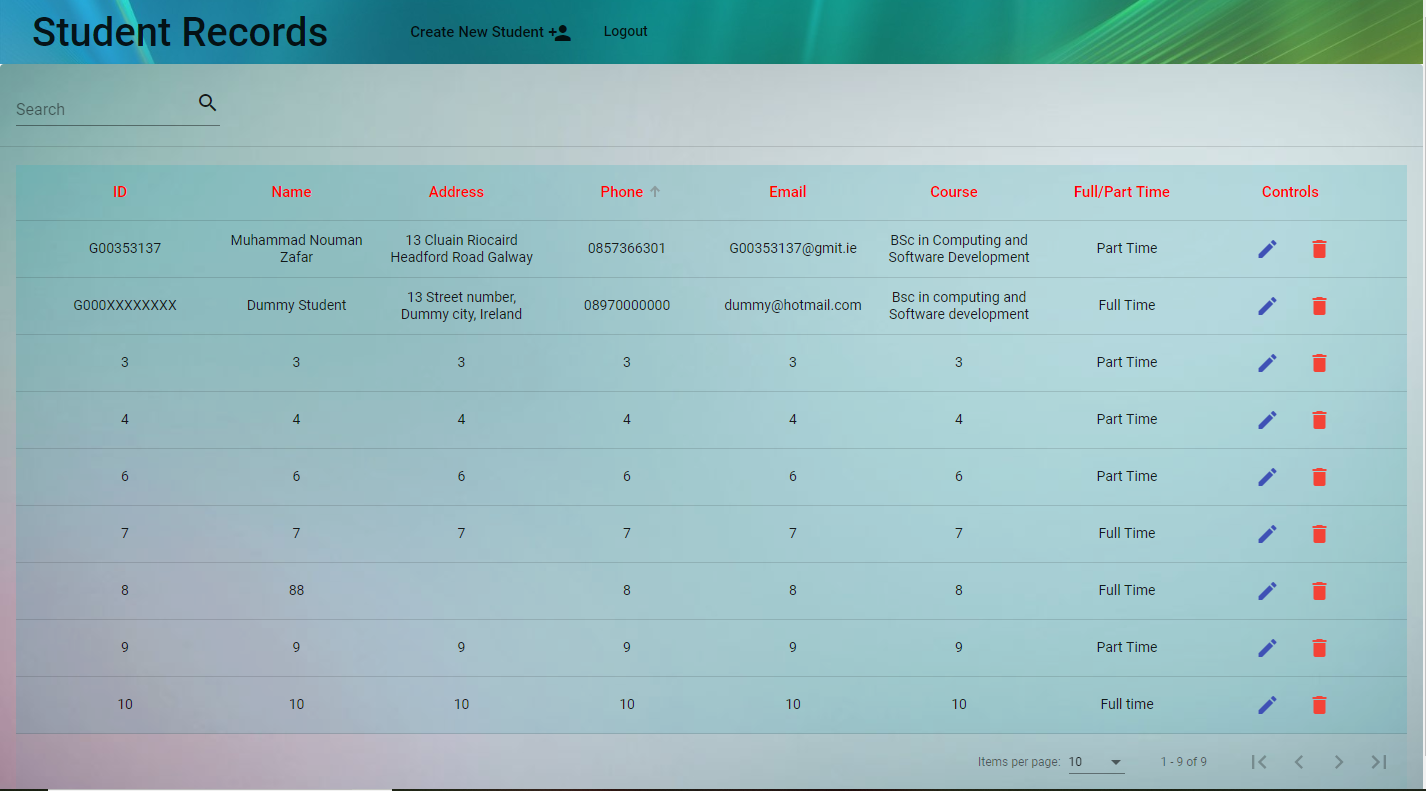 Student Records Create New Student Logout
Search
ID Name Address Phone Email Course Full/Part Time Controls
G00353137 Muhammad Nouman Zafar 13 Cluain Riocaird Headford Road Galway 0857366301 G00353137@gmit.ie BSc in Computing and Software Development Part Time
G000XXXXXXXX Dummy Student 13 Street number, Dummy city, Ireland 08970000000 dummy@hotmail.com Bsc in computing and Software development Full Time
3 3 3 3 3 3 Part Time
4 4 4 4 4 4 Part Time
6 6 6 6 6 6 Part Time
7 7 7 7 7 7 Full Time
8 88 8 8 8 Full Time
9 9 9 9 9 9 Part Time
10 10 10 10 10 10 Full time
Items per page: 10 1 - 9 of 9